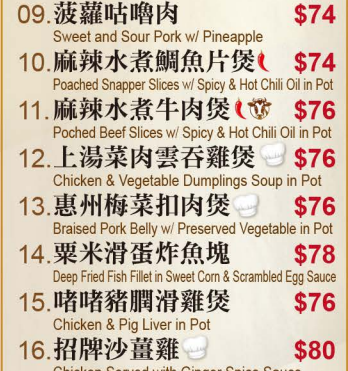 09.菠蘿咕嚕肉 $74
Sweet and Sour Pork w/ Pineapple
10.麻辣水煮鯛魚片煲 $74
Poached Snapper Slices w/ Spicy & Hot Chili Oil in Pot
11.麻辣水煮牛肉煲 $76
Poched Beef Slices w/ Spicy & Hot Chili Oil in Pot
12.上湯菜肉雲吞雞煲 $76
Chicken & Vegetable Dumplings Soup in Pot
13.惠州梅菜扣肉煲 $76
Braised Pork Belly w/ Preserved Vegetable in Pot
14.粟米滑蛋炸魚塊 $78
Deep Fried Fish Fillet in Sweet Corn & Scrambled Egg Sauce
15.啫啫豬膶滑雞煲 $76
Chicken & Pig Liver in Pot
16.招牌沙薑雞 $80
Chicken Served with Ginger Spice Sauce